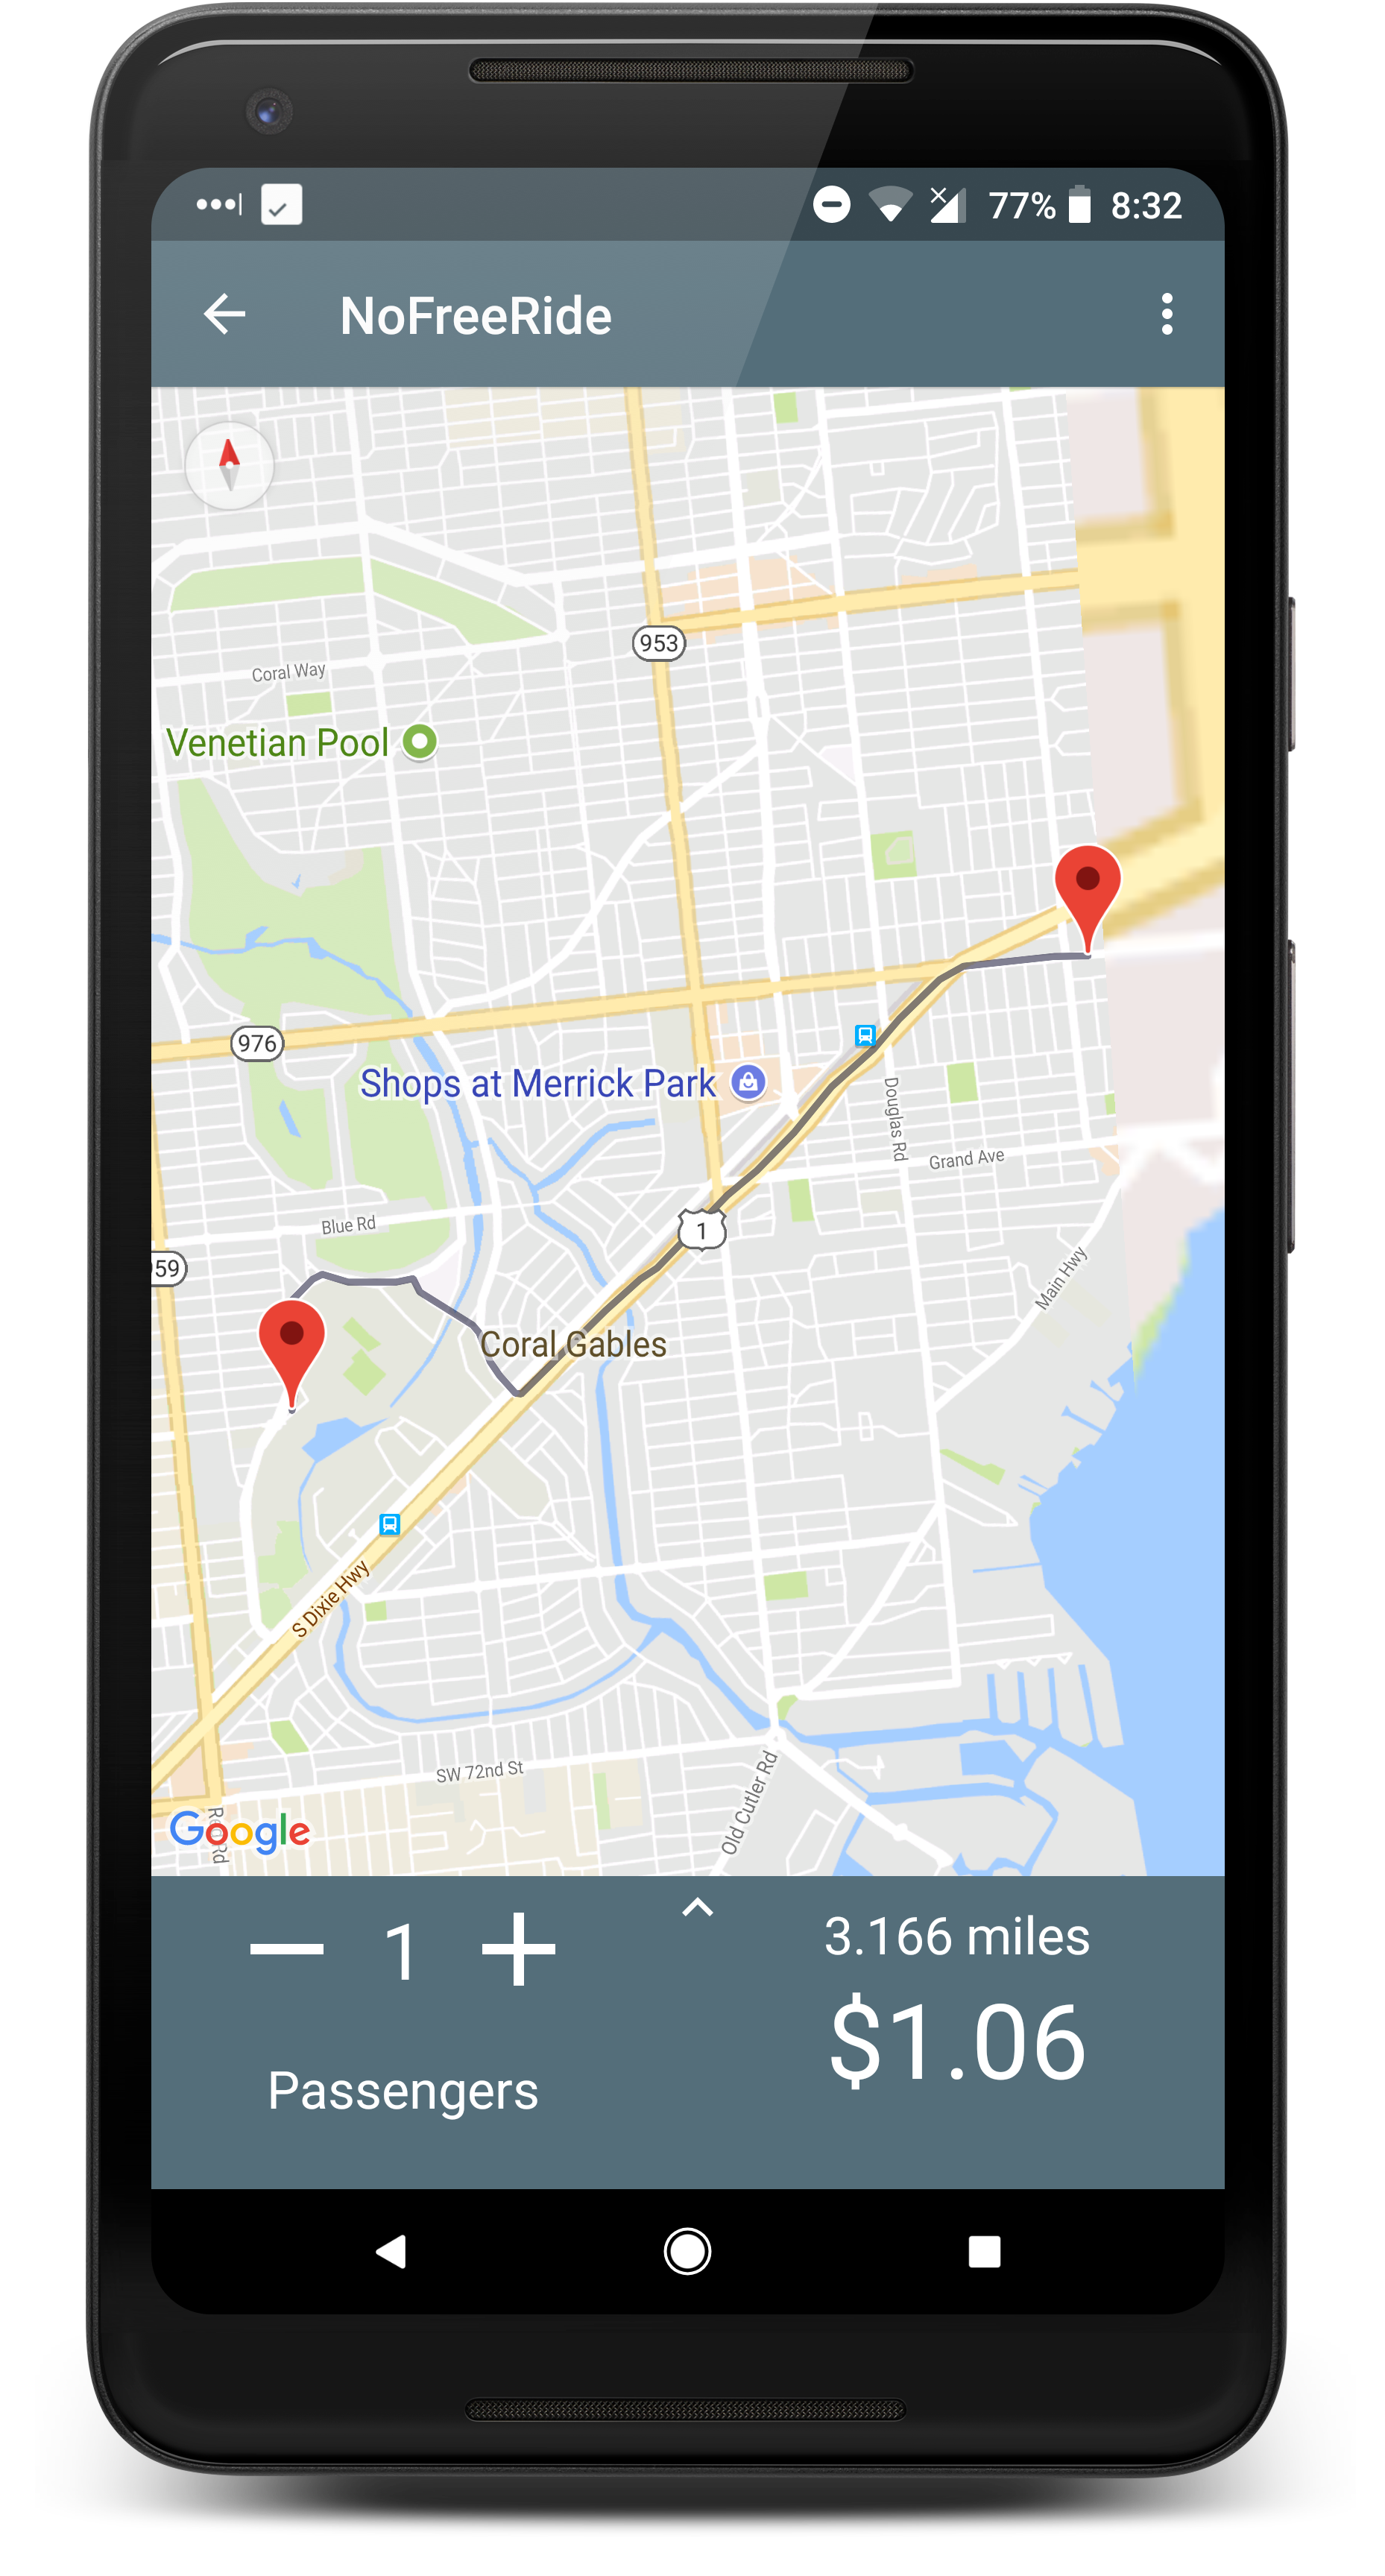 77% 8:32
NoFreeRide
953
Coral Way
Venetian Pool
976
Shops at Merrick Park
Douglas Rd
Grand Ave
Blue Rd
1
59
Main Hwy
Coral Gables
S Dixie Hwy
SW 72nd St
Old Cutler Rd
Google
1
3.166 miles
$1.06
Passengers